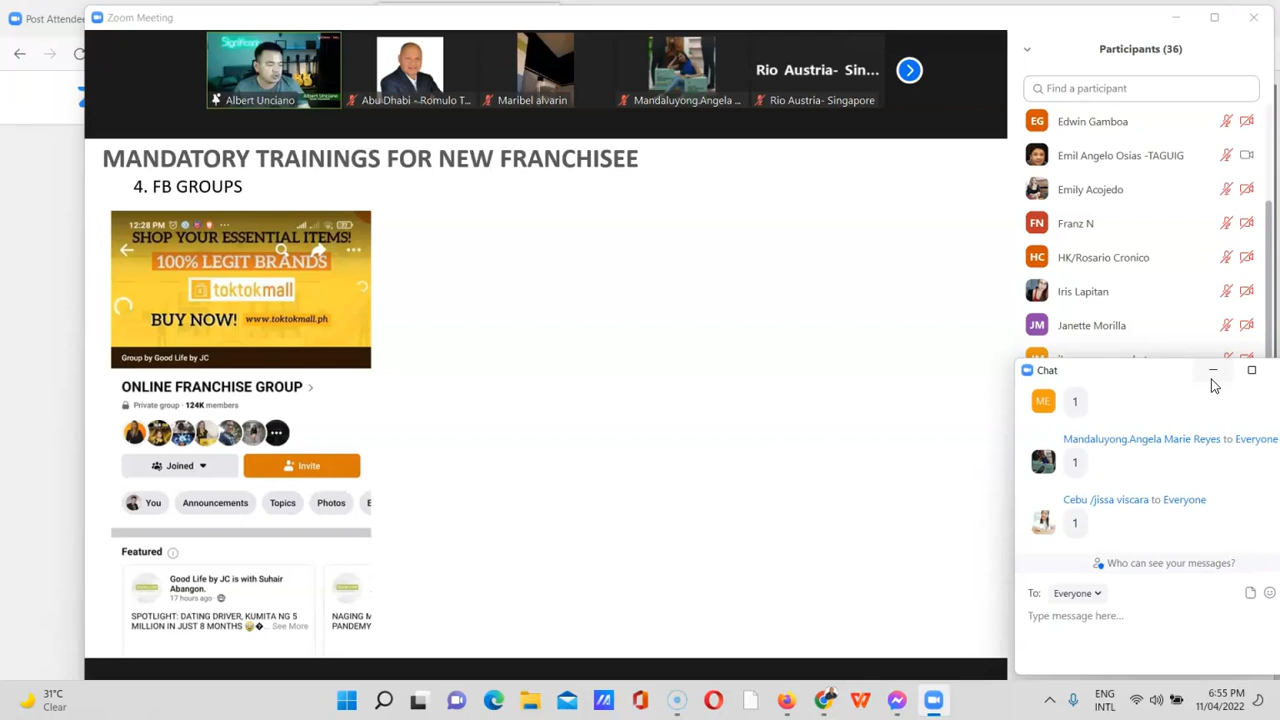 Post Attende
Zoom Meeting
Significant
Albert Unciano
Albert Unciano
Abu Dhabi - Romulo T...
Maribel alvarin
Mandaluyong.Angela ...
Rio Austria- Sin...
Rio Austria- Singapore
MANDATORY TRAININGS FOR NEW FRANCHISEE
4. FB GROUPS
12:28 PM
SHOP YOUR ESSENTIAL ITEMS!
100% LEGIT BRANDS
toktokmall
BUY NOW! www.toktokmall.ph
Group by Good Life by JC
ONLINE FRANCHISE GROUP >
Private group · 124K members
Joined
Invite
You
Announcements
Topics
Photos
Featured
Good Life by JC is with Suhair
Abangon.
17 hours ago
SPOTLIGHT: DATING DRIVER, KUMITA NG 5
MILLION IN JUST 8 MONTHS
... See More
NAGING M
PANDEMY
Participants (36)
Find a participant
EG Edwin Gamboa
Emil Angelo Osias -TAGUIG
Emily Acojedo
FN Franz N
HC HK/Rosario Cronico
Iris Lapitan
JM Janette Morilla
Chat
ME 1
Mandaluyong.Angela Marie Reyes to Everyone
1
Cebu /jissa viscara to Everyone
1
Who can see your messages?
To: Everyone
Type message here...
31°C
Clear
ENG
INTL
6:55 PM
11/04/2022